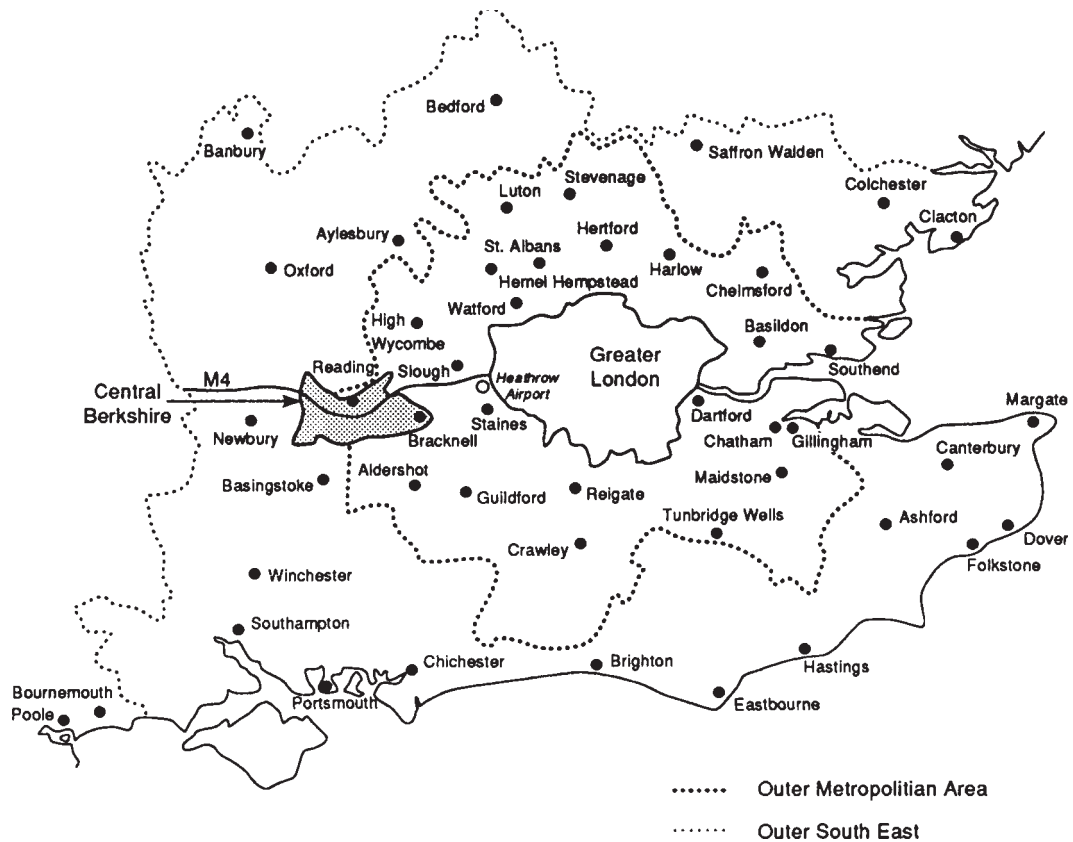 Bedford
Banbury
Saffron Walden
Stevenage
Luton
Colchester
Clacton
Hertford
Aylesbury
St. Albans
Oxford
Harlow
Hemel Hempstead
Chelmsford
Watford
High
Wycombe
Basildon
Greater
London
Reading
Slough
Southend
M4
Heathrow
Airport
Central
Berkshire
Dartford
Margate
Staines
Newbury
Bracknell
Chatham
Gillingham
Canterbury
Aldershot
Maidstone
Basingstoke
Guildford
Reigate
Tunbridge Wells
Ashford
Crawley
Dover
Folkstone
Winchester
Southampton
Chichester
Brighton
Hastings
Bournemouth
Portsmouth
Poole
Eastbourne
Outer Metropolitian Area
Outer South East